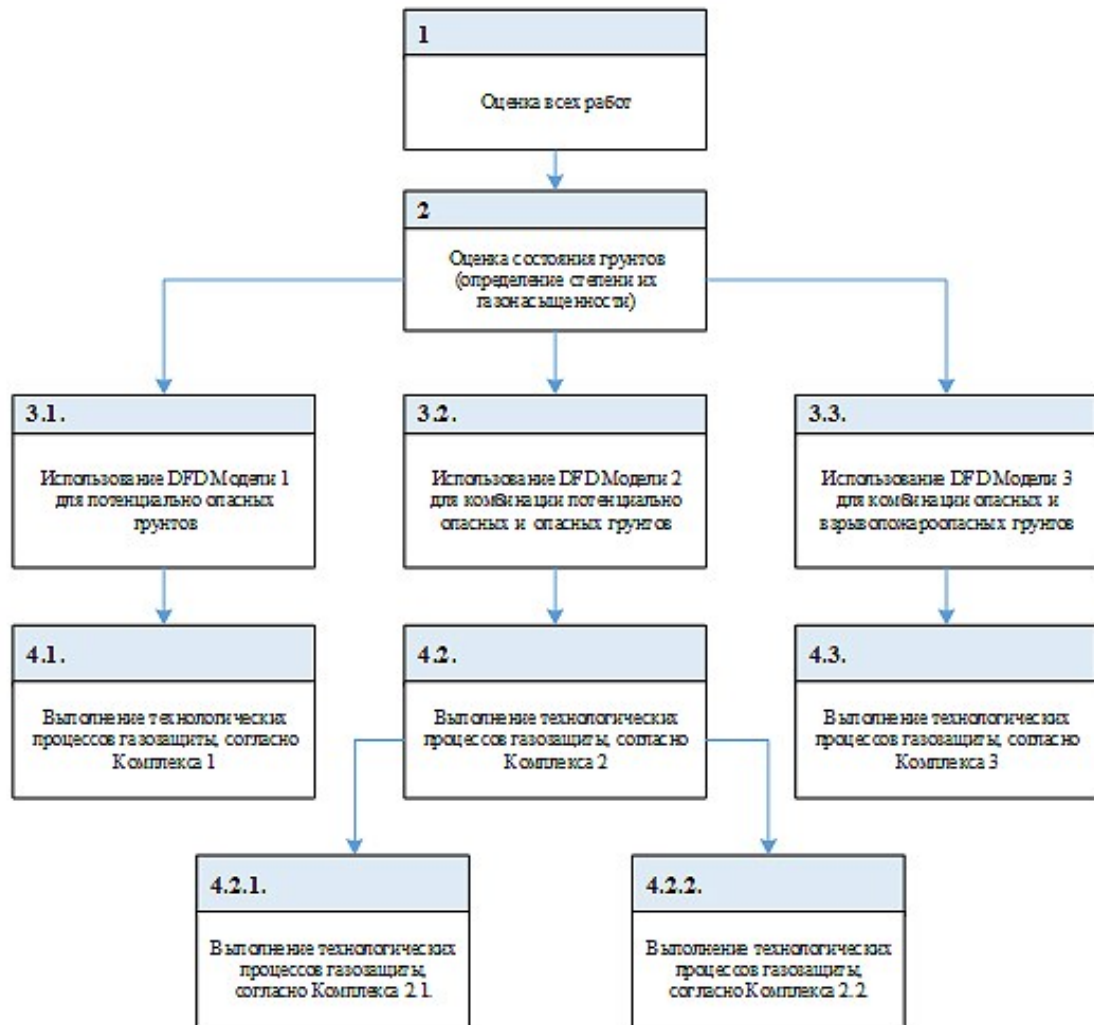 1
Оценка всех работ
2
Оценка состояния грунтов
(определение степени их
газонасыщенности)
3.1.
Использование DFD Модели 1
для потенциально опасных
грунтов
3.2.
Использование DFD Модели 2
для комбинации потенциально
опасных и опасных грунтов
3.3.
Использование DFD Модели 3
для комбинации опасных и
взрывопожароопасных грунтов
4.1.
Выполнение технологических
процессов газозащиты, согласно
Комплекса 1
4.2.
Выполнение технологических
процессов газозащиты, согласно
Комплекса 2
4.3.
Выполнение технологических
процессов газозащиты, согласно
Комплекса 3
4.2.1.
Выполнение технологических
процессов газозащиты,
согласно Комплекса 2.1.
4.2.2.
Выполнение технологических
процессов газозащиты,
согласно Комплекса 2.2.